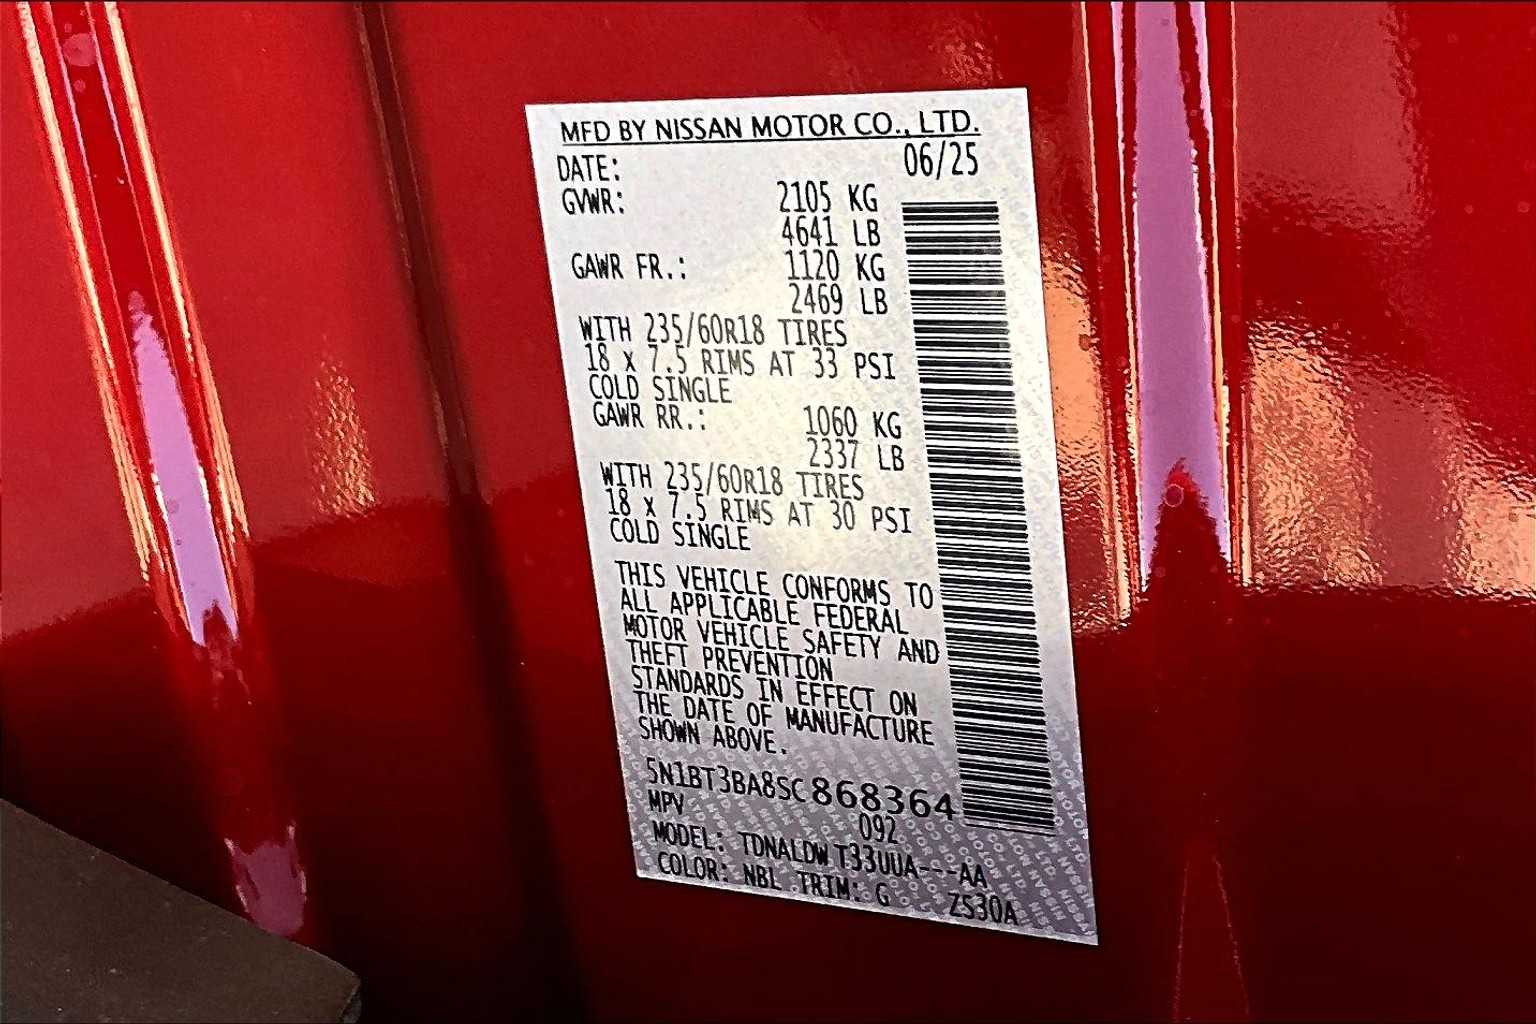 MFD BY NISSAN MOTOR CO., LTD.
DATE: 06/25
GVWR: 2105 KG
4641 LB
GAWR FR.: 1120 KG
2469 LB
WITH 235/60R18 TIRES
18 x 7.5 RIMS AT 33 PSI
COLD SINGLE
GAWR RR.: 1060 KG
2337 LB
WITH 235/60R18 TIRES
18 x 7.5 RIMS AT 30 PSI
COLD SINGLE
THIS VEHICLE CONFORMS TO
ALL APPLICABLE FEDERAL
MOTOR VEHICLE SAFETY AND
THEFT PREVENTION
STANDARDS IN EFFECT ON
THE DATE OF MANUFACTURE
SHOWN ABOVE.
5N1BT3BA8SC868364
MPV 092
MODEL: TDNALDW T33UUA---AA
COLOR: NBL TRIM: G ZS30A